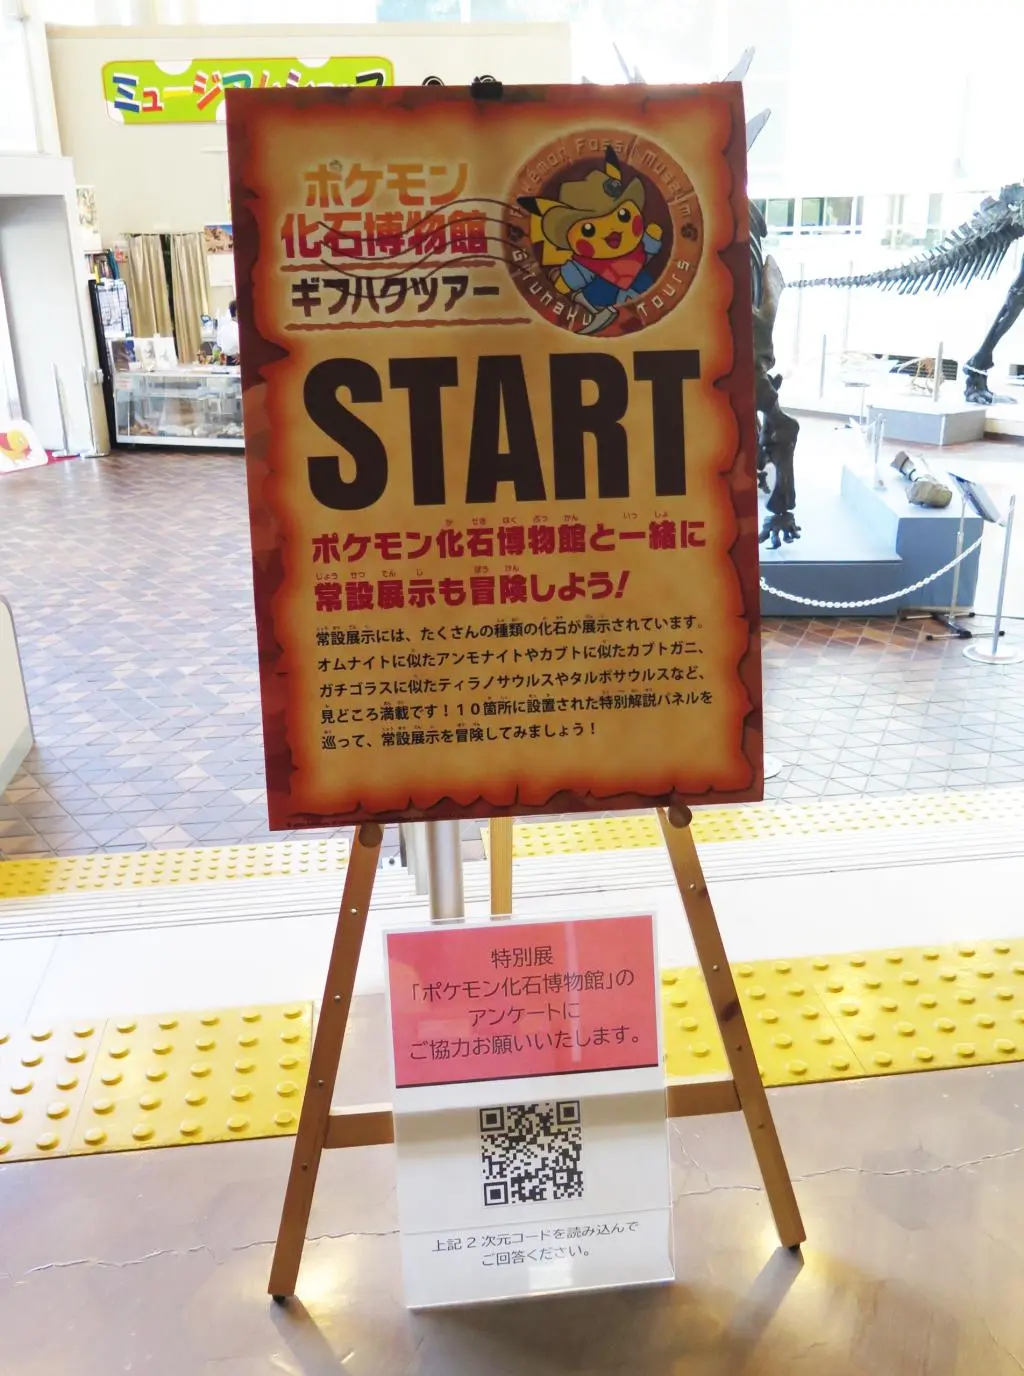 ミュージアムショップ
ポケモン
化石博物館
ギフハクツアー
Pokémon Fossil Museum
Gifuhaku Tours
START
ポケモン化石博物館と一緒に
常設展示も冒険しよう!
常設展示には、たくさんの種類の化石が展示されています。
オムナイトに似たアンモナイトやカブトに似たカブトガニ、
ガチゴラスに似たティラノサウルスやタルボサウルスなど、
見どころ満載です！10箇所に設置された特別解説パネルを
巡って、常設展示を冒険してみましょう！
特別展
「ポケモン化石博物館」の
アンケートに
ご協力お願いいたします。
上記2次元コードを読み込んで
ご回答ください。